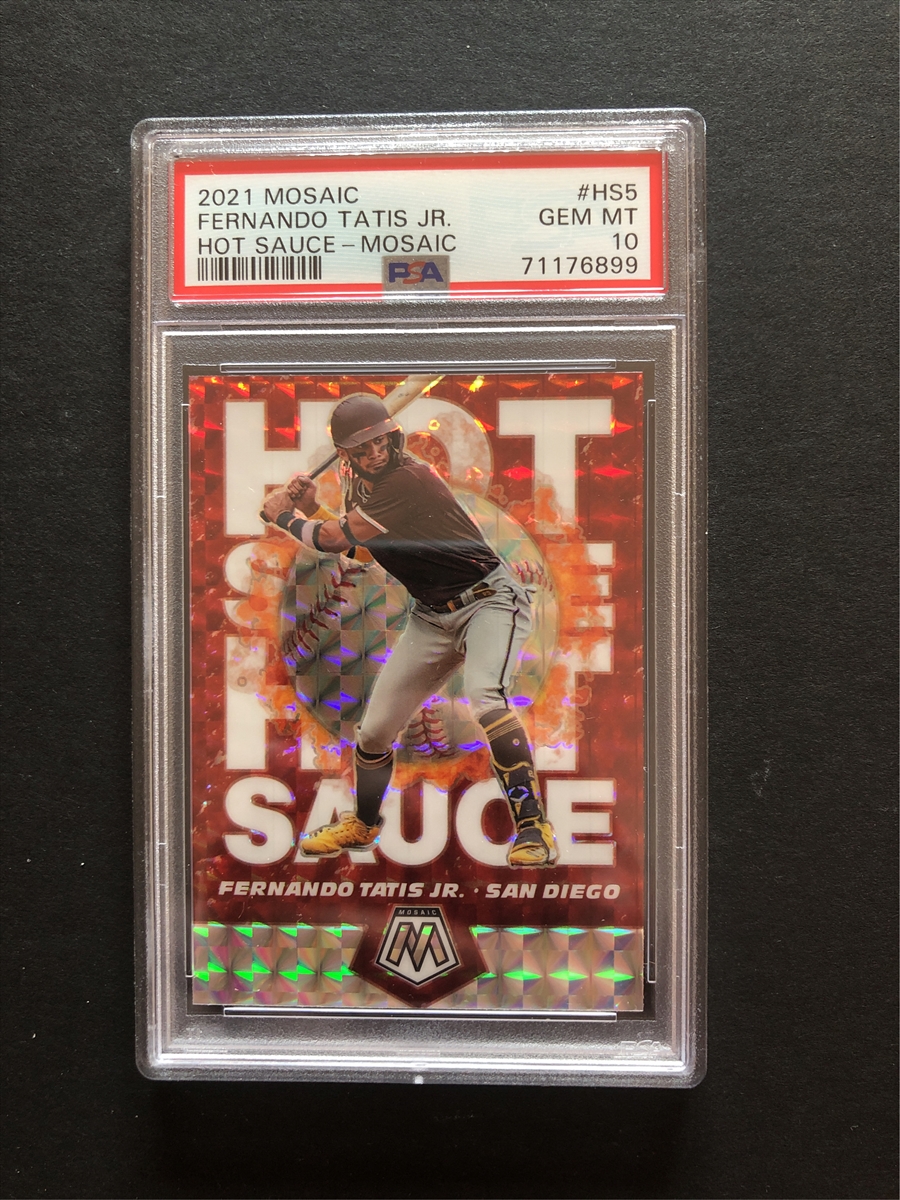 2021 MOSAIC #HS5
FERNANDO TATIS JR. GEM MT
HOT SAUCE – MOSAIC 10
PSA 71176899
HOT
SAUCE
FERNANDO TATIS JR. · SAN DIEGO
MOSAIC
M